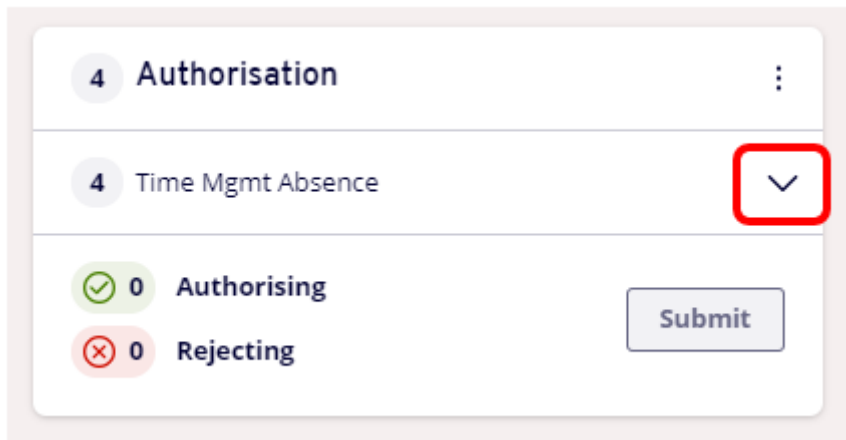 4 Authorisation
4 Time Mgmt Absence
0 Authorising
Submit
0 Rejecting